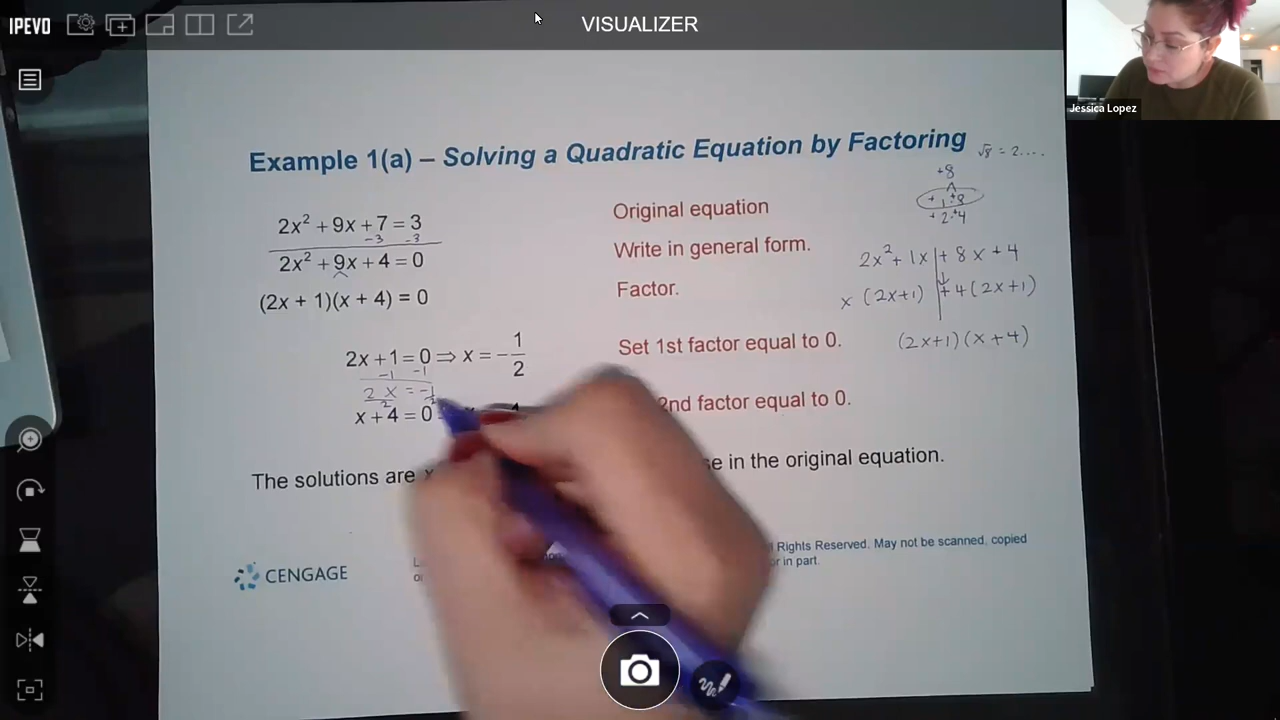 IPEVO
VISUALIZER
Jessica Lopez
Example 1(a) – Solving a Quadratic Equation by Factoring
√8 = 2....
+8
+1 +8
+2 +4
2x² + 9x + 7 = 3
−3 −3
Original equation
2x² + 9x + 4 = 0
Write in general form.
2x² + 1x + 8x + 4
(2x + 1)(x + 4) = 0
Factor.
x (2x+1) + 4(2x+1)
2x + 1 = 0 ⇒ x = −1/2
Set 1st factor equal to 0.
(2x+1)(x+4)
−1 −1
2x = −1
2 2
x + 4 = 0
2nd factor equal to 0.
The solutions are
in the original equation.
CENGAGE
Rights Reserved. May not be scanned, copied
in part.